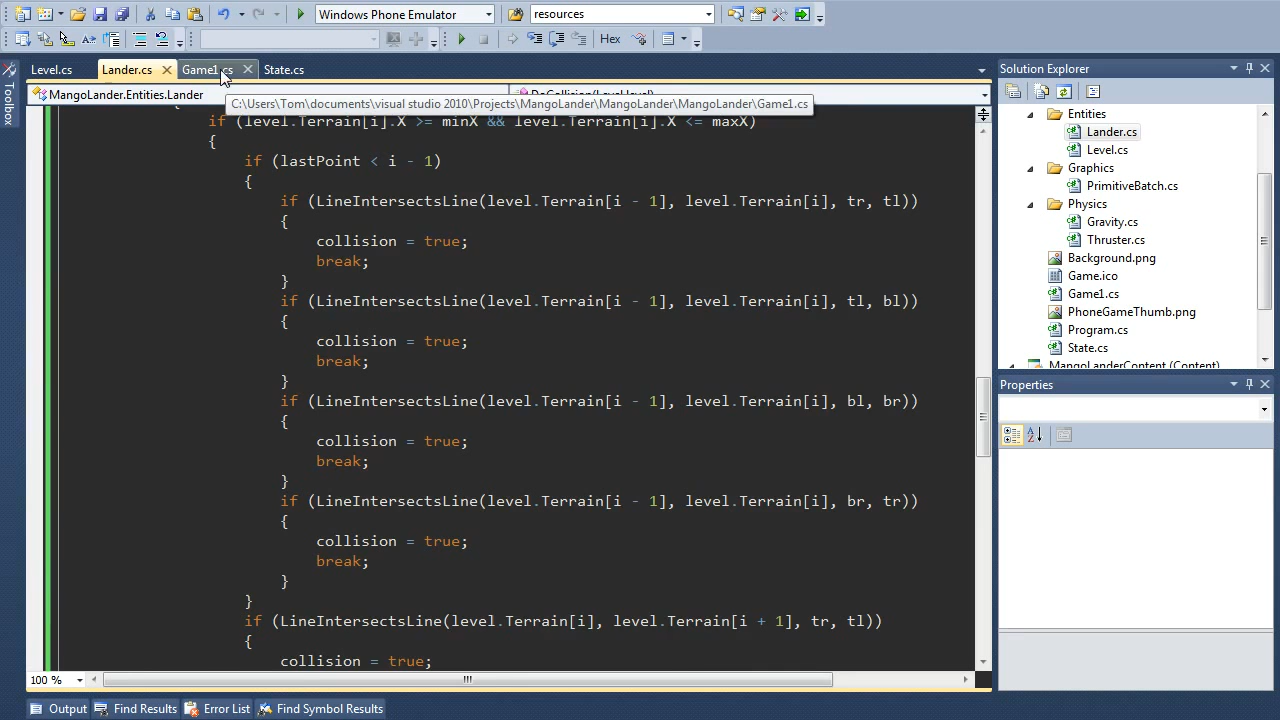 Windows Phone Emulator
resources
Hex
Level.cs
Lander.cs
Game1.cs
State.cs
MangoLander.Entities.Lander
C:\Users\Tom\Documents\visual studio 2010\Projects\MangoLander\MangoLander\MangoLander\Game1.cs
if (level.Terrain[i].X >= minX && level.Terrain[i].X <= maxX)
{
if (lastPoint < i - 1)
{
if (LineIntersectsLine(level.Terrain[i - 1], level.Terrain[i], tr, tl))
{
collision = true;
break;
}
if (LineIntersectsLine(level.Terrain[i - 1], level.Terrain[i], tl, bl))
{
collision = true;
break;
}
if (LineIntersectsLine(level.Terrain[i - 1], level.Terrain[i], bl, br))
{
collision = true;
break;
}
if (LineIntersectsLine(level.Terrain[i - 1], level.Terrain[i], br, tr))
{
collision = true;
break;
}
}
if (LineIntersectsLine(level.Terrain[i], level.Terrain[i + 1], tr, tl))
{
collision = true;
100 %
Toolbox
Solution Explorer
Entities
Lander.cs
Level.cs
Graphics
PrimitiveBatch.cs
Physics
Gravity.cs
Thruster.cs
Background.png
Game.ico
Game1.cs
PhoneGameThumb.png
Program.cs
State.cs
MangoLanderContent (Content)
Properties
Output
Find Results
Error List
Find Symbol Results